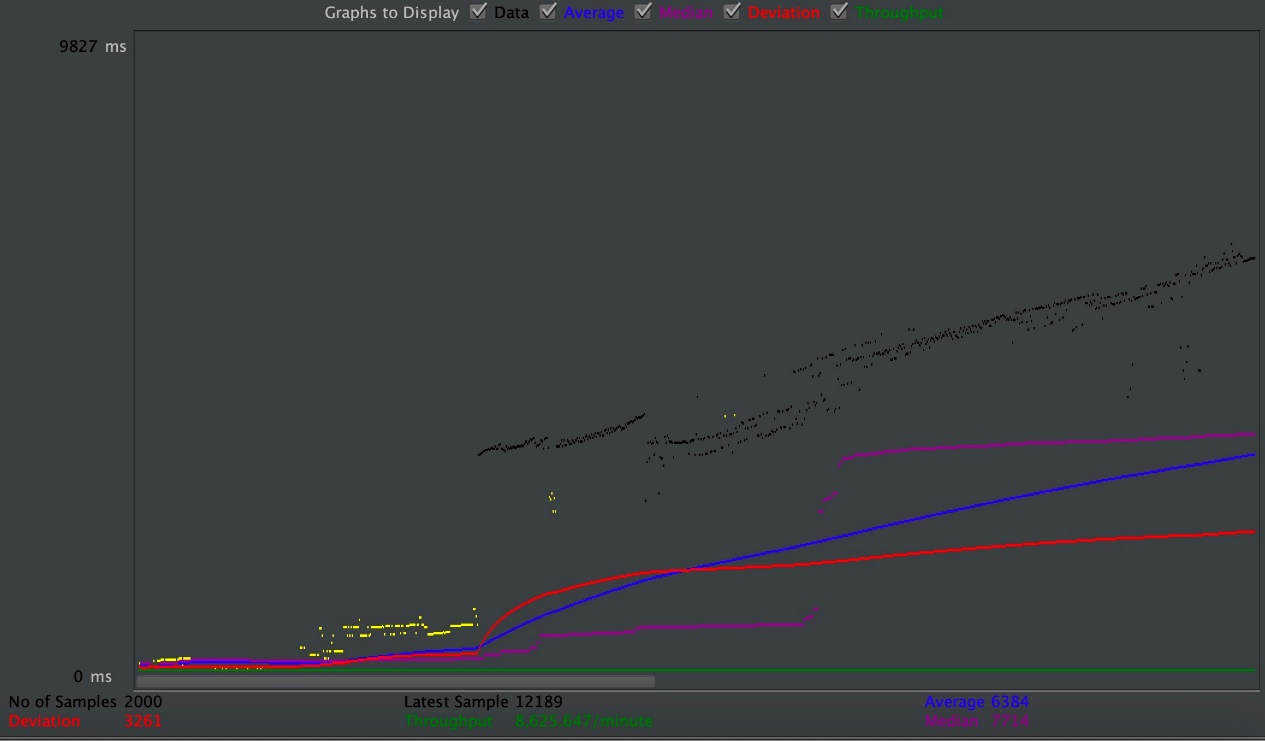 Graphs to Display Data Average Median Deviation Throughput
9827 ms
0 ms
No of Samples 2000 Latest Sample 12189 Average 6384
Deviation 3261 Throughput 8,625.647/minute Median 7714